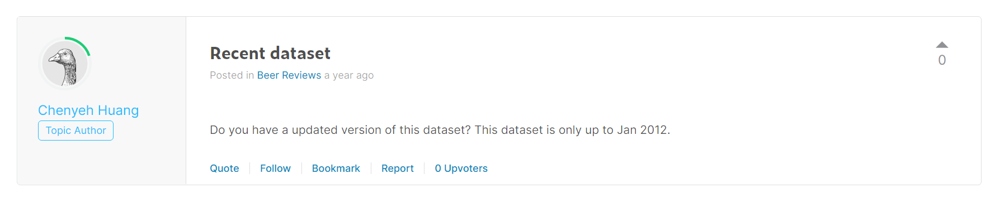 Recent dataset
0
Posted in Beer Reviews a year ago
Chenyeh Huang
Topic Author
Do you have a updated version of this dataset? This dataset is only up to Jan 2012.
Quote Follow Bookmark Report 0 Upvoters